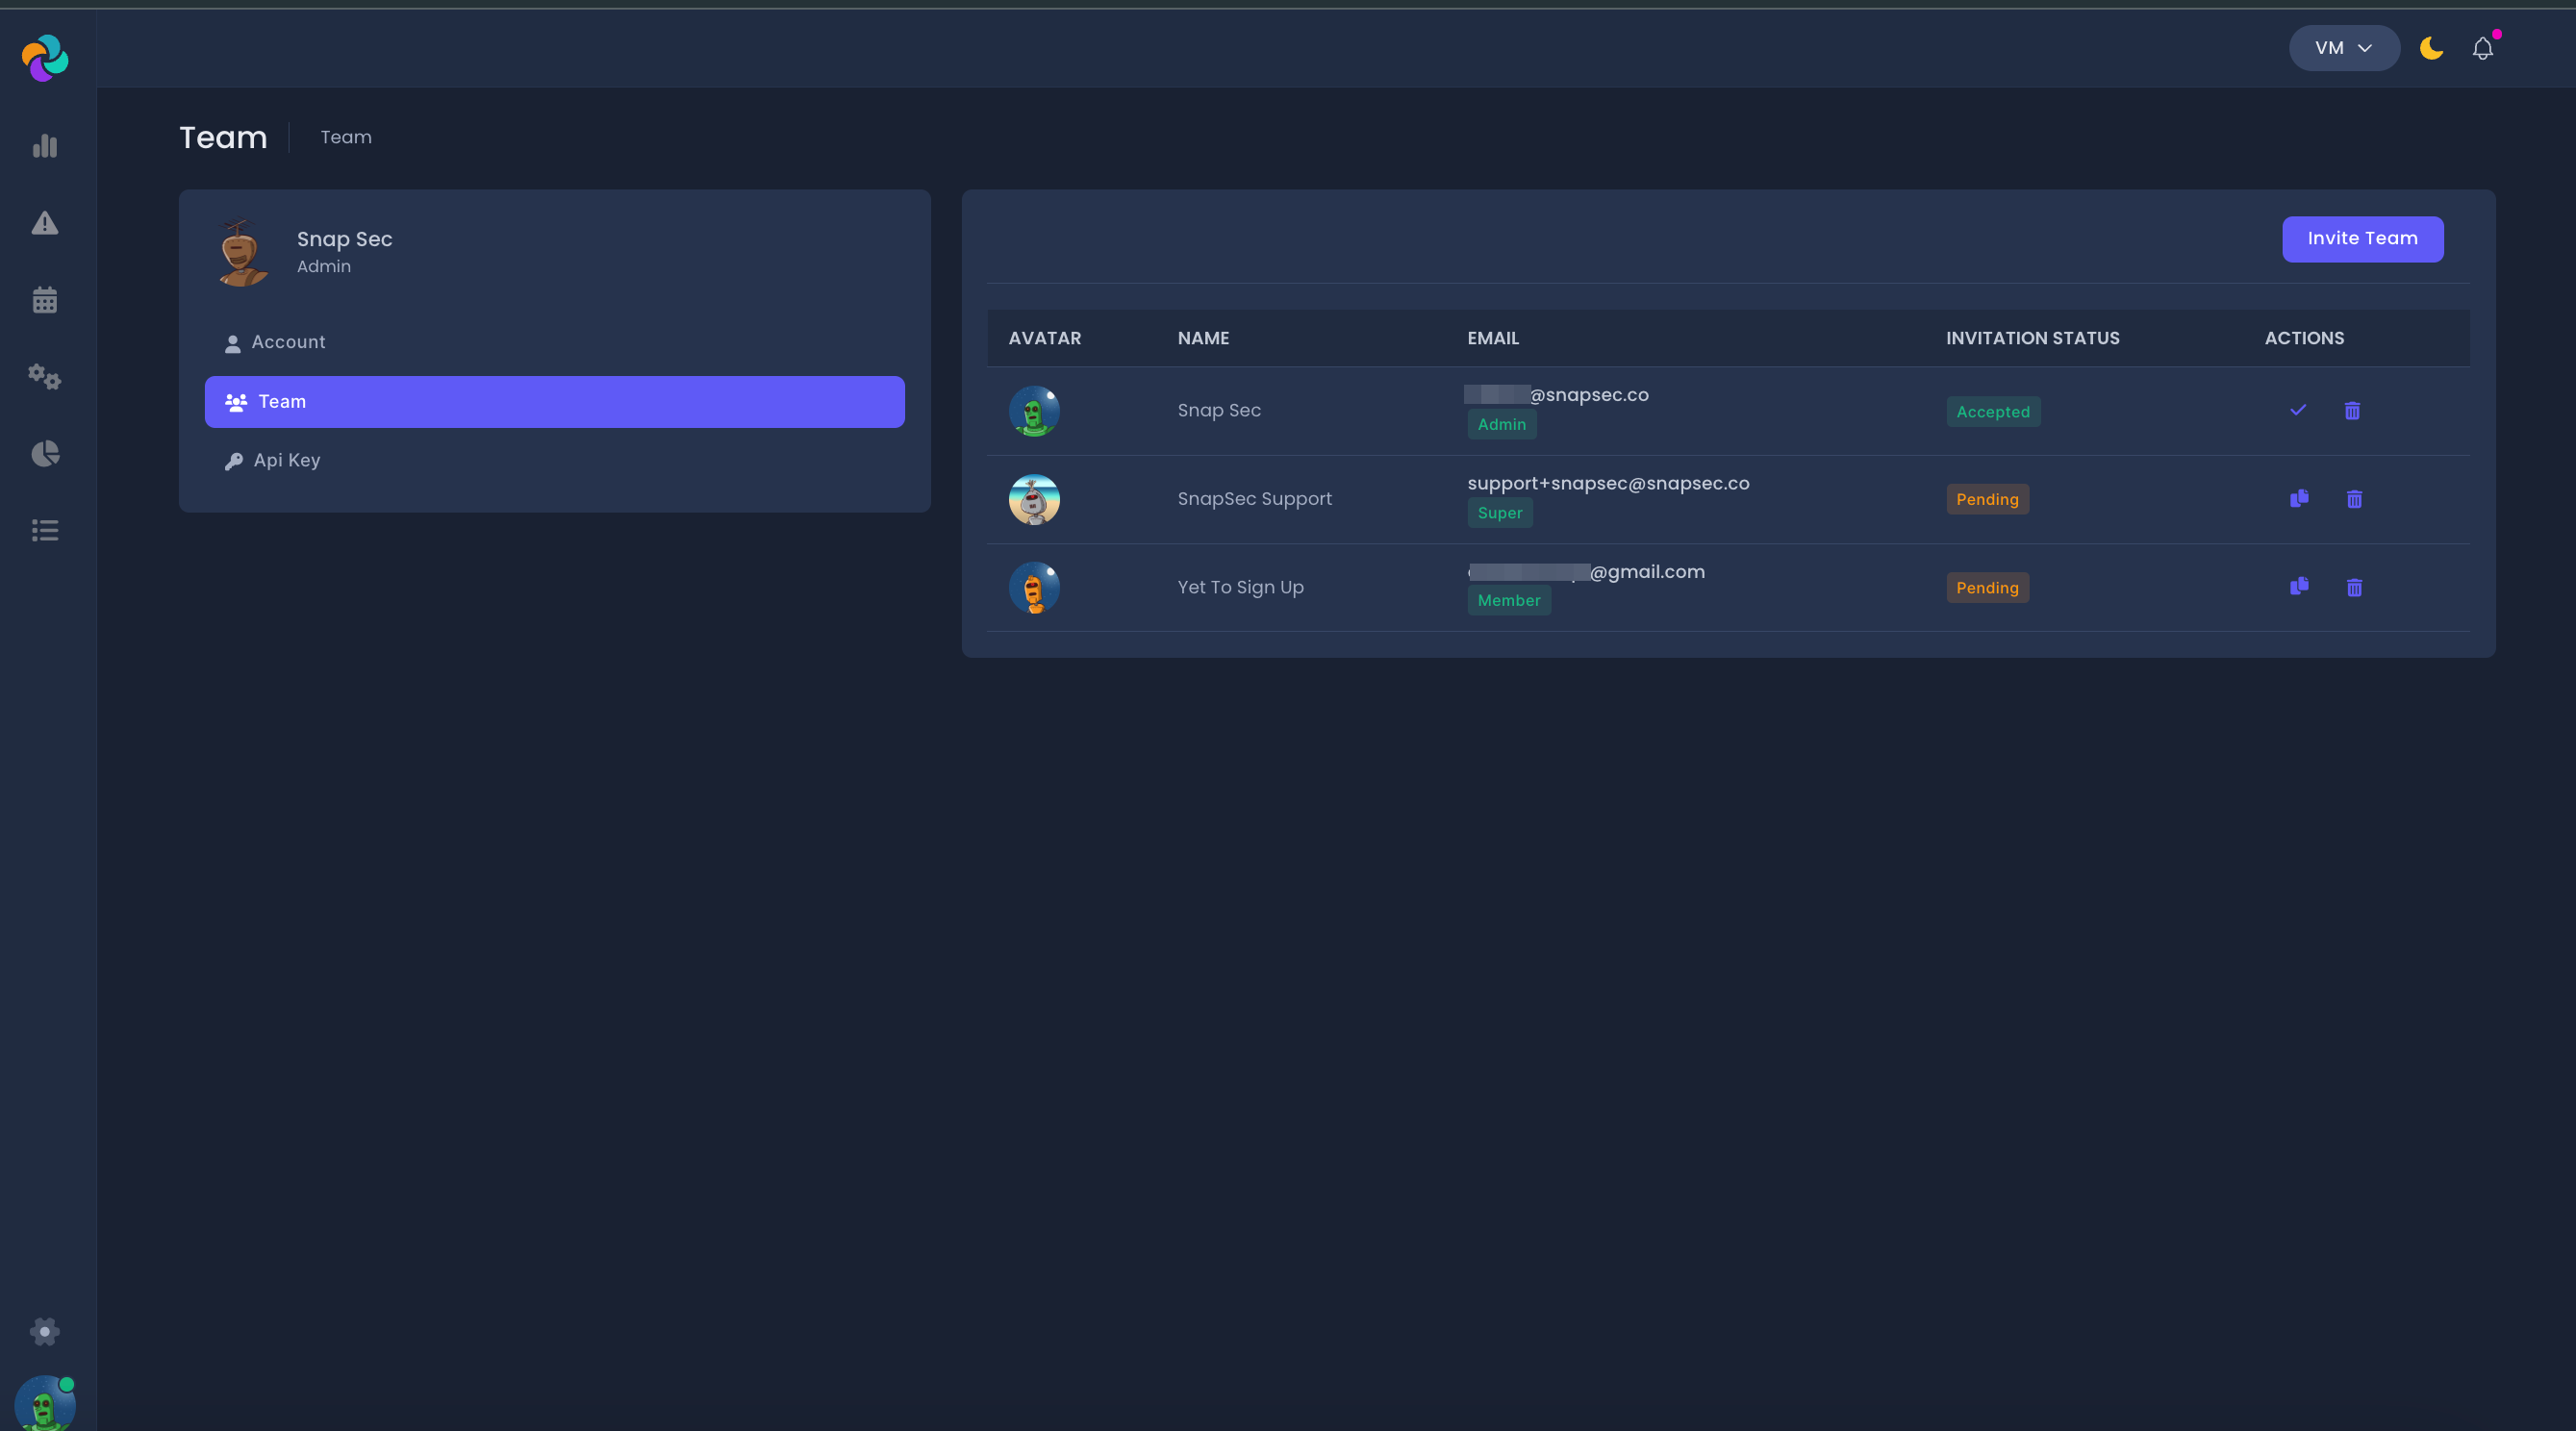 VM
Team Team
Snap Sec
Admin
Account
Team
Api Key
Invite Team
AVATAR NAME EMAIL INVITATION STATUS ACTIONS
Snap Sec @snapsec.co Accepted
Admin
SnapSec Support support+snapsec@snapsec.co Pending
Super
Yet To Sign Up @gmail.com Pending
Member